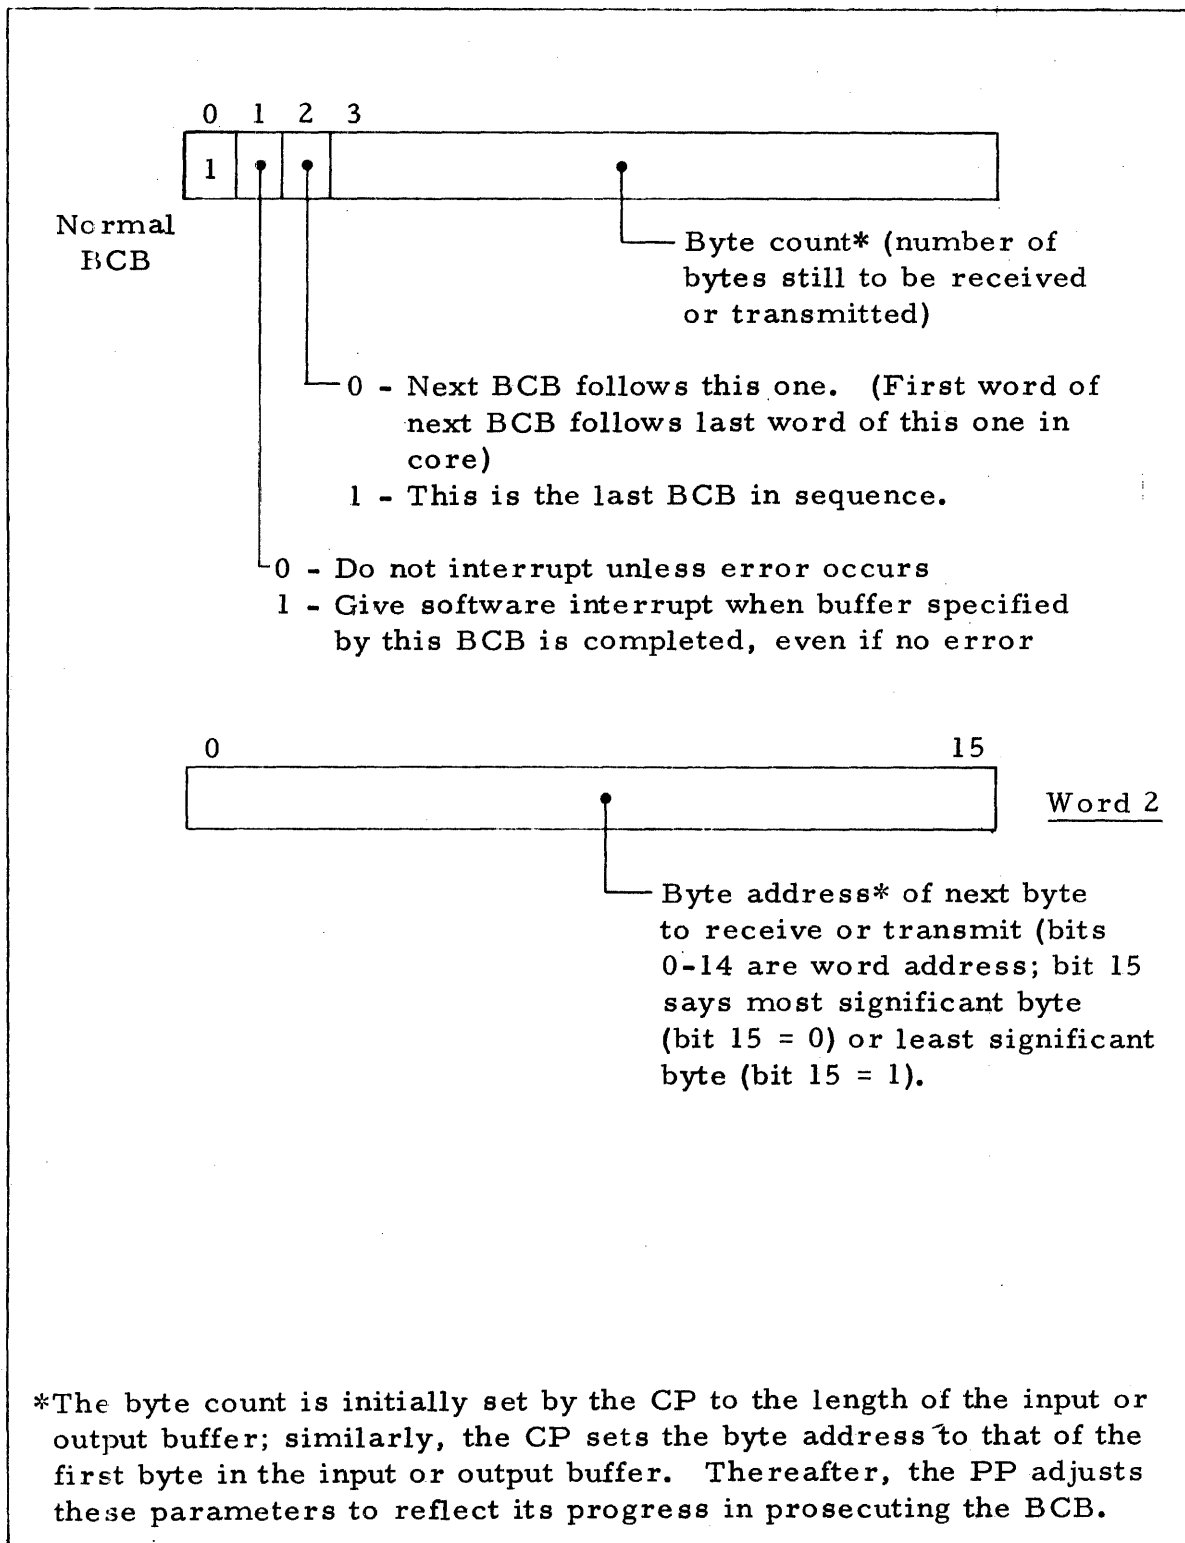 0 1 2 3
1
Normal
BCB
Byte count* (number of
bytes still to be received
or transmitted)
0 - Next BCB follows this one. (First word of
next BCB follows last word of this one in
core)
1 - This is the last BCB in sequence.
0 - Do not interrupt unless error occurs
1 - Give software interrupt when buffer specified
by this BCB is completed, even if no error
0 15
Word 2
Byte address* of next byte
to receive or transmit (bits
0-14 are word address; bit 15
says most significant byte
(bit 15 = 0) or least significant
byte (bit 15 = 1).
*The byte count is initially set by the CP to the length of the input or
output buffer; similarly, the CP sets the byte address to that of the
first byte in the input or output buffer. Thereafter, the PP adjusts
these parameters to reflect its progress in prosecuting the BCB.